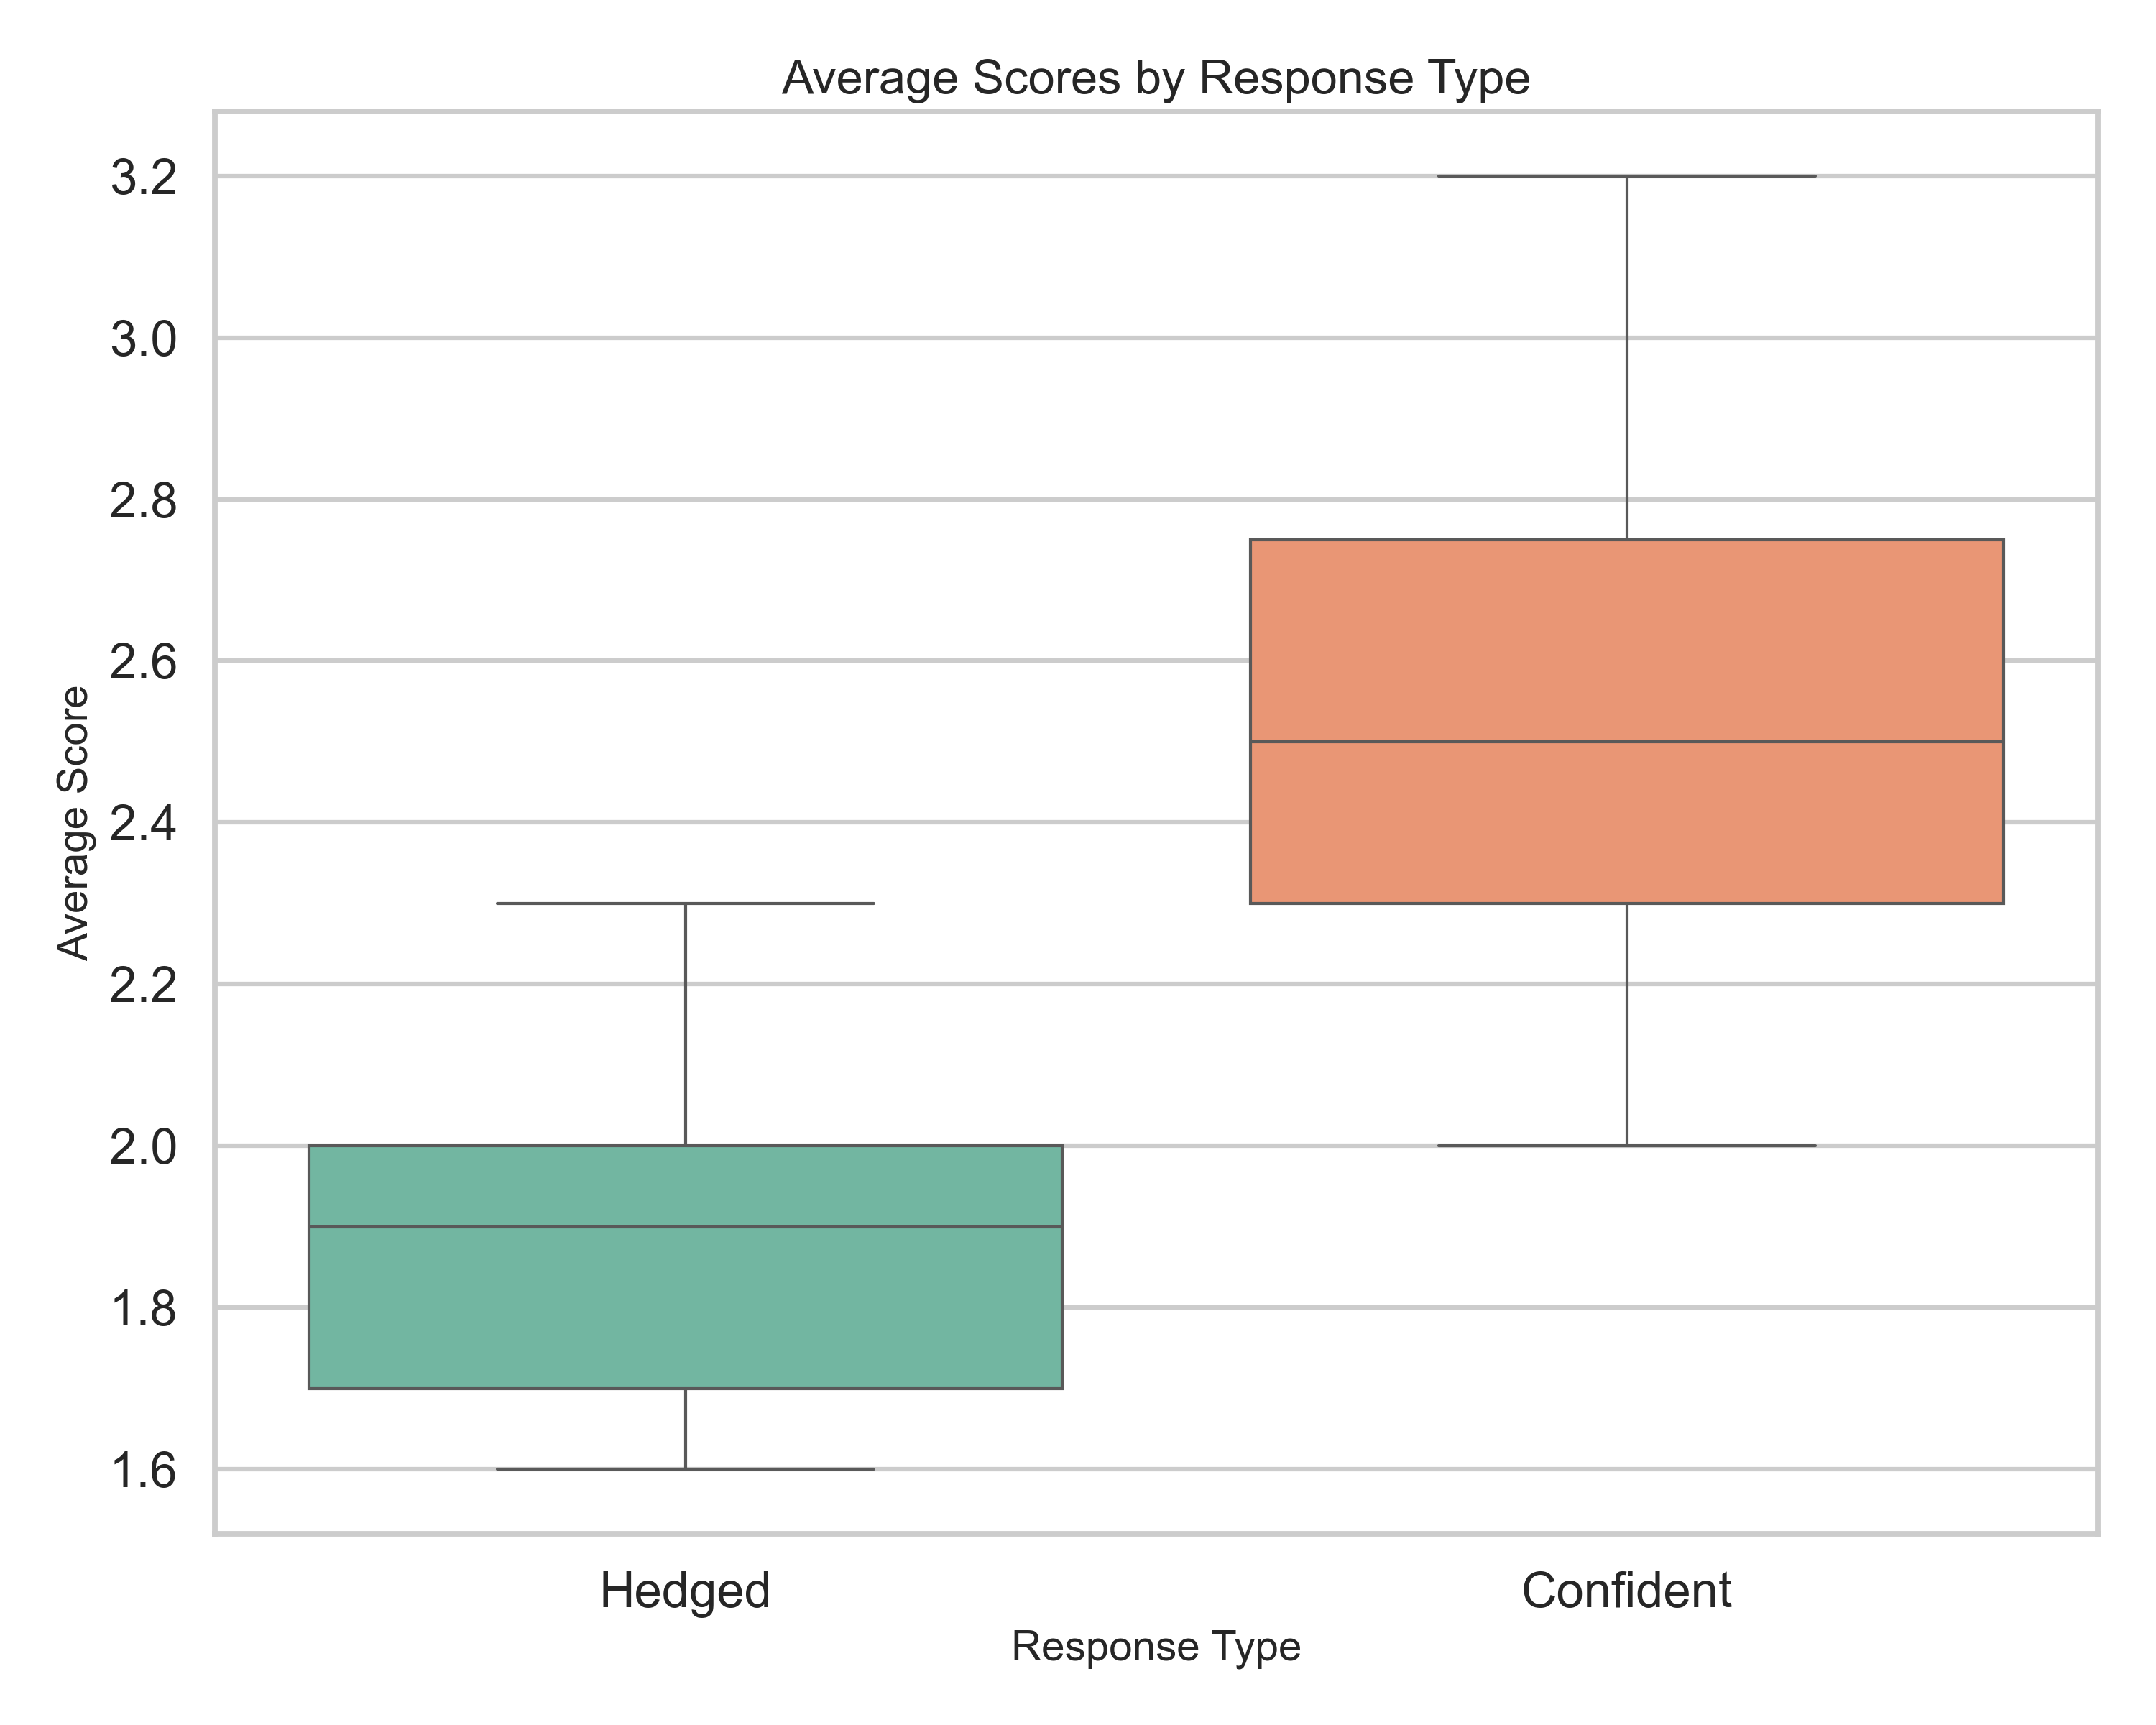 Average Scores by Response Type
3.2
3.0
2.8
2.6
2.4
2.2
2.0
1.8
1.6
Average Score
Hedged Confident
Response Type